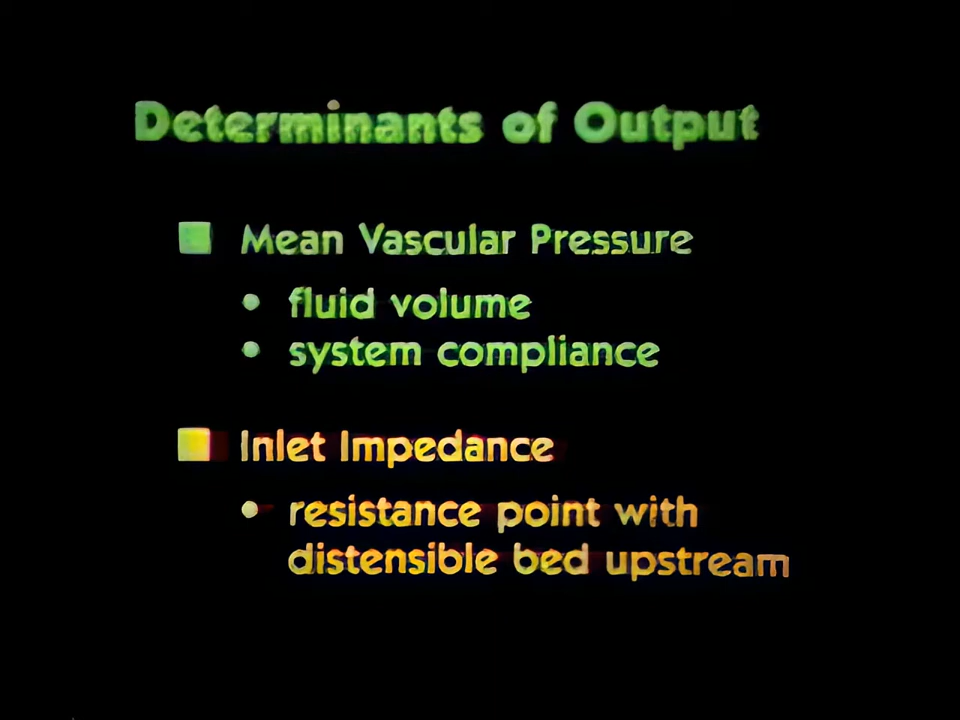 Determinants of Output
Mean Vascular Pressure
fluid volume
system compliance
Inlet Impedance
resistance point with
distensible bed upstream